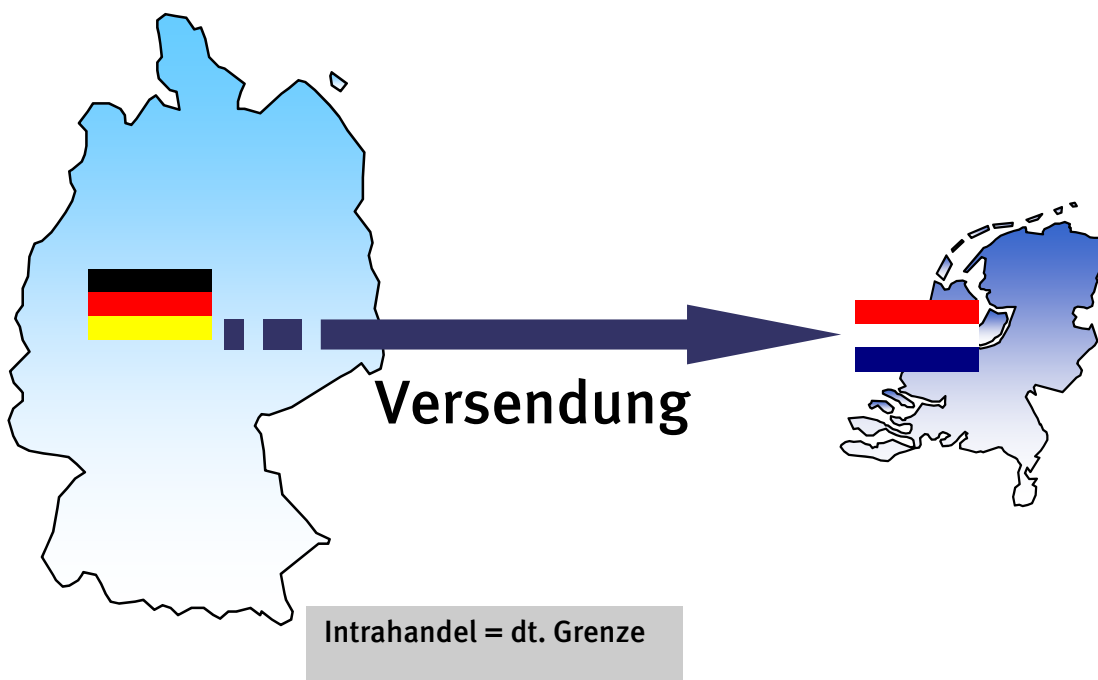 Versendung
Intrahandel = dt. Grenze